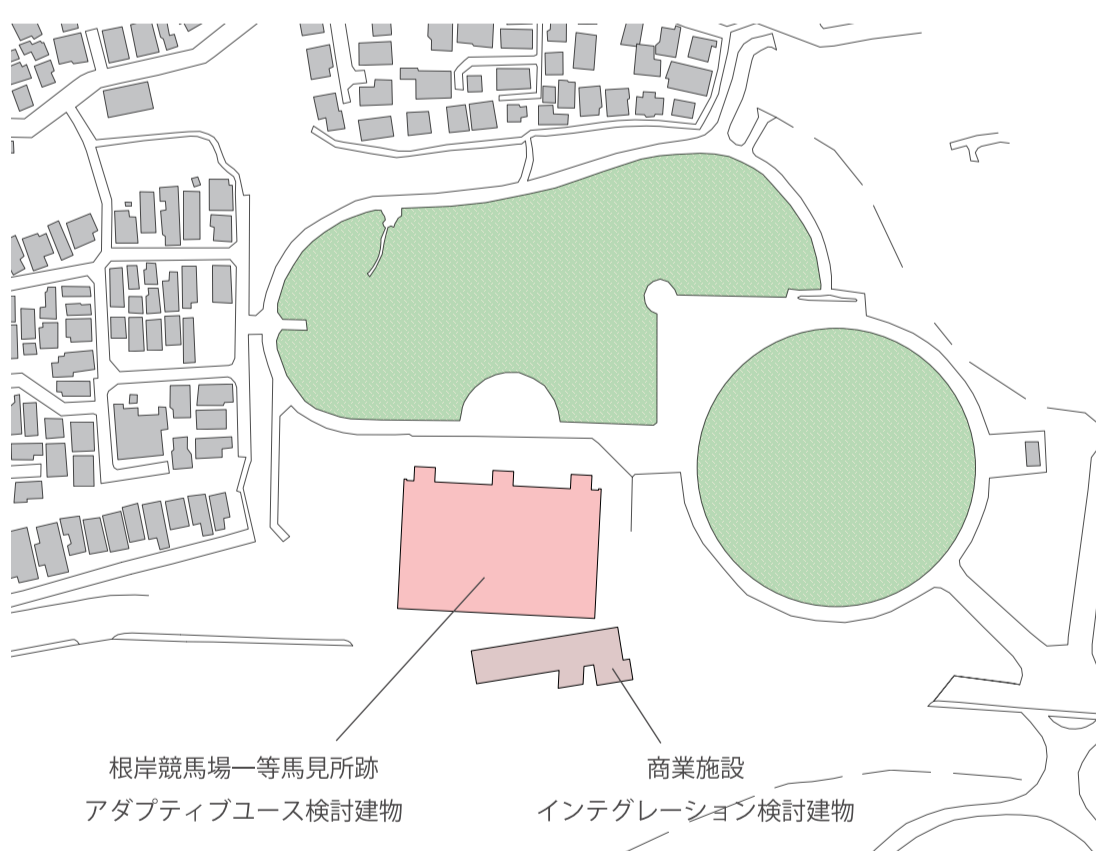 根岸競馬場一等馬見所跡
アダプティブユース検討建物
商業施設
インテグレーション検討建物